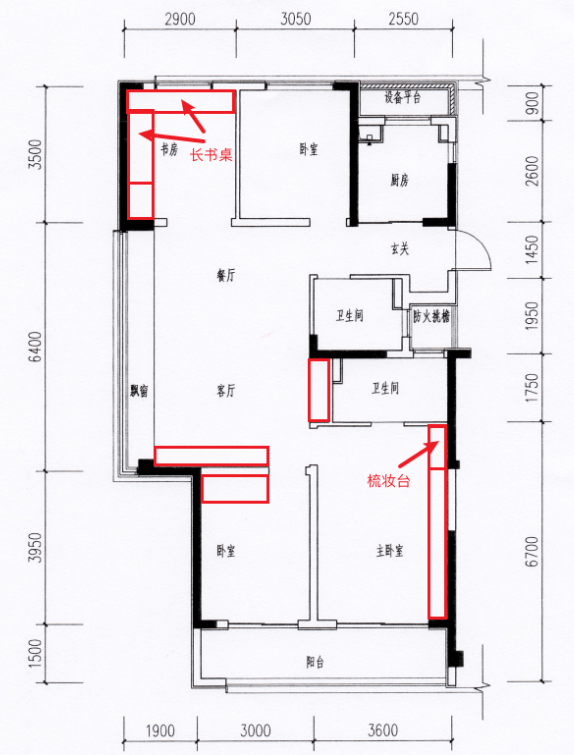 2900
3050
2550
设备平台
900
3500
书房
长书桌
卧室
厨房
2600
玄关
1450
餐厅
卫生间
防火挑檐
1950
6400
飘窗
客厅
卫生间
1750
梳妆台
3950
卧室
主卧室
6700
1500
阳台
1900
3000
3600